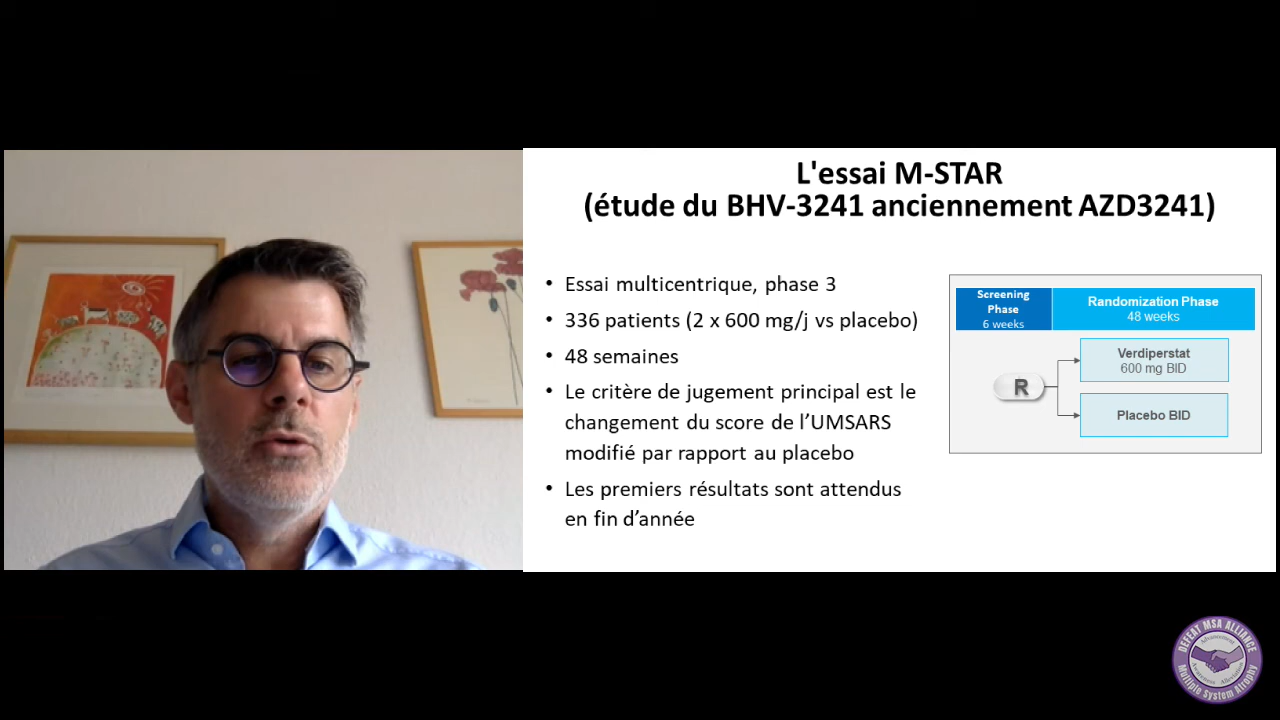 L'essai M-STAR
(étude du BHV-3241 anciennement AZD3241)
• Essai multicentrique, phase 3
• 336 patients (2 x 600 mg/j vs placebo)
• 48 semaines
• Le critère de jugement principal est le
changement du score de l’UMSARS
modifié par rapport au placebo
• Les premiers résultats sont attendus
en fin d’année
Screening
Phase
6 weeks
Randomization Phase
48 weeks
R
Verdiperstat
600 mg BID
Placebo BID
DEFEAT MSA ALLIANCE
Multiple System Atrophy